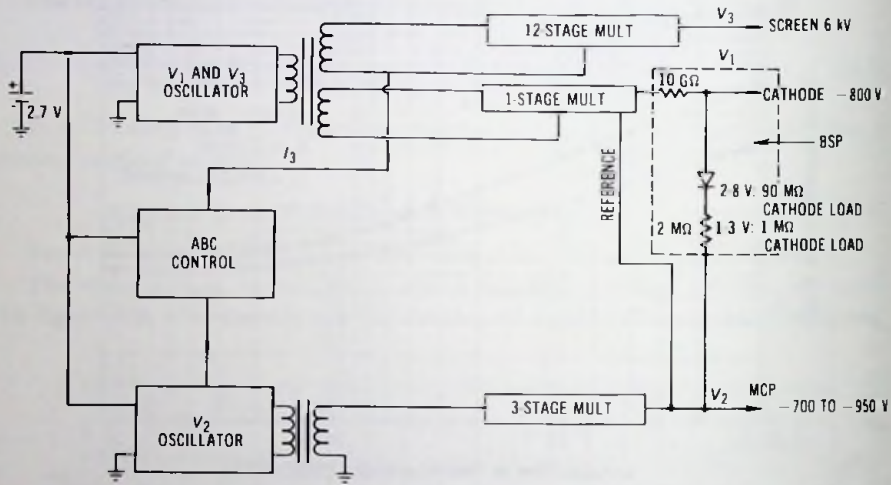 V3
12-STAGE MULT
SCREEN 6 kV
V1 AND V3
OSCILLATOR
+
-
2.7 V
V1
10 GΩ
1-STAGE MULT
CATHODE −800 V
BSP
I3
REFERENCE
2·8 V: 90 MΩ
CATHODE LOAD
2 MΩ
1·3 V: 1 MΩ
CATHODE LOAD
ABC
CONTROL
V2
OSCILLATOR
3-STAGE MULT
V2
MCP
−700 TO −950 V